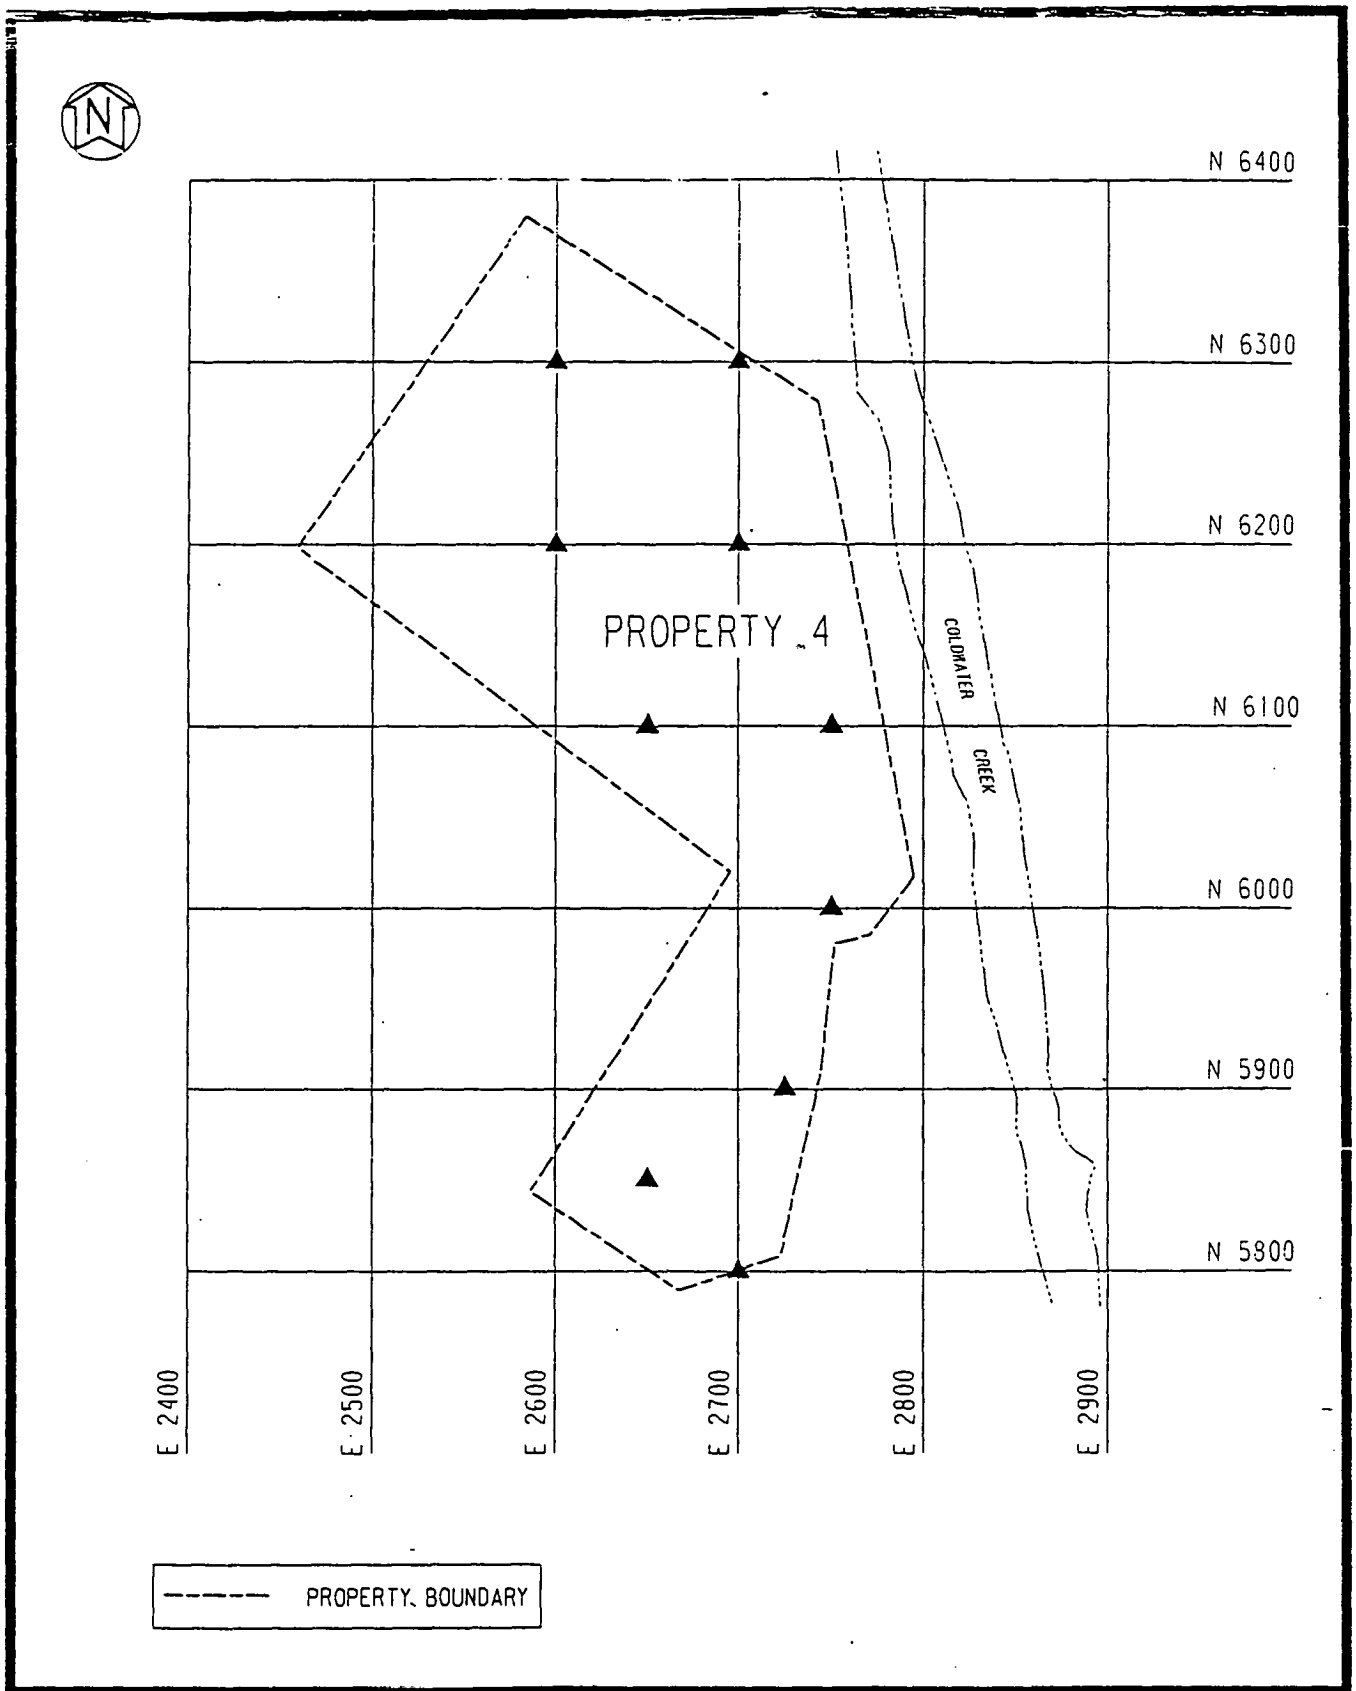 N
N 6400
N 6300
N 6200
PROPERTY 4
COLDWATER
N 6100
CREEK
N 6000
N 5900
N 5800
E 2400
E 2500
E 2600
E 2700
E 2800
E 2900
PROPERTY BOUNDARY